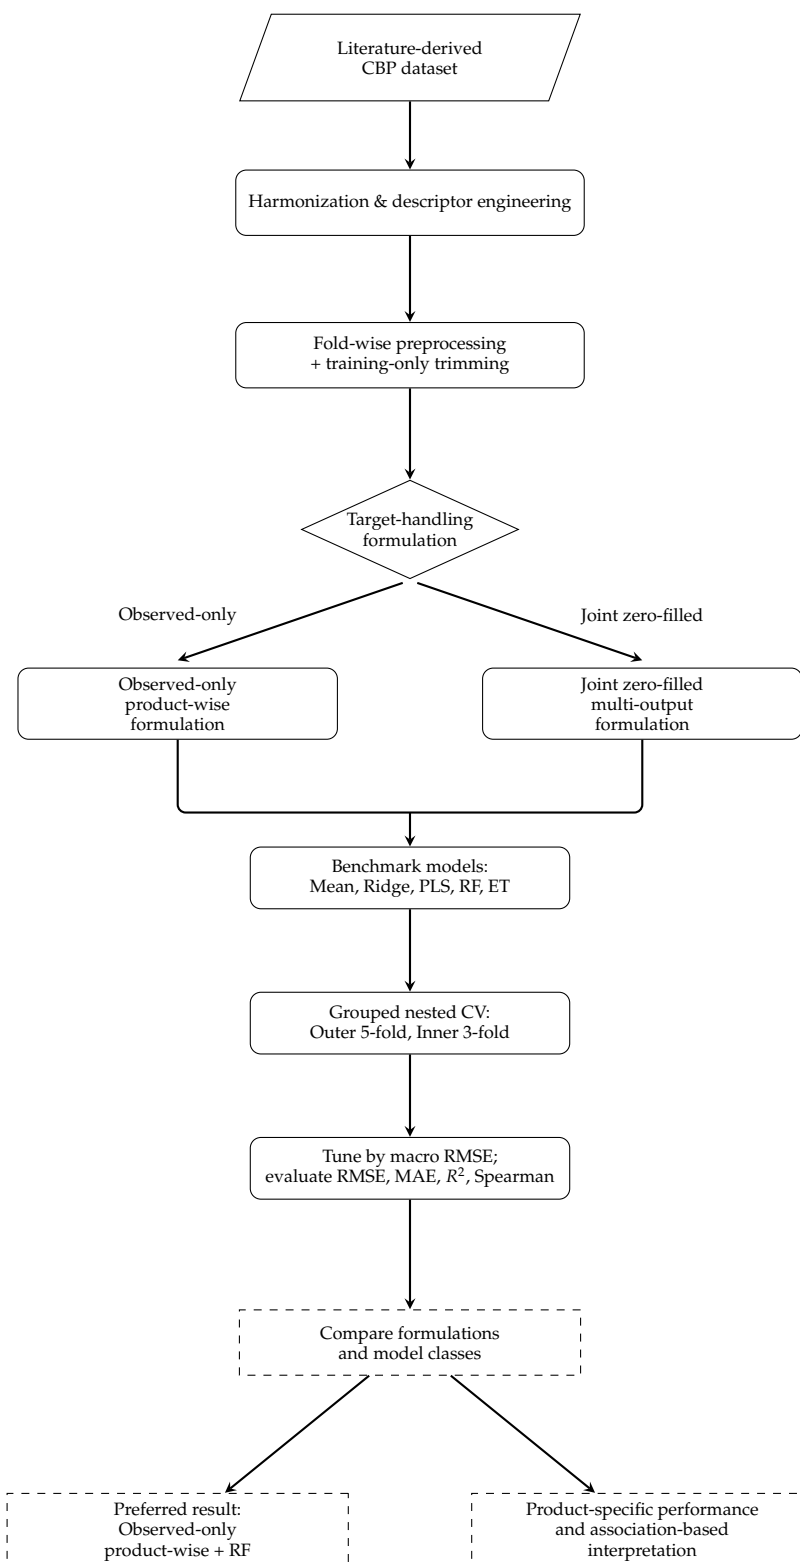 Literature-derived
CBP dataset
Harmonization & descriptor engineering
Fold-wise preprocessing
+ training-only trimming
Target-handling
formulation
Observed-only
Joint zero-filled
Observed-only
product-wise
formulation
Joint zero-filled
multi-output
formulation
Benchmark models:
Mean, Ridge, PLS, RF, ET
Grouped nested CV:
Outer 5-fold, Inner 3-fold
Tune by macro RMSE;
evaluate RMSE, MAE, R², Spearman
Compare formulations
and model classes
Preferred result:
Observed-only
product-wise + RF
Product-specific performance
and association-based
interpretation